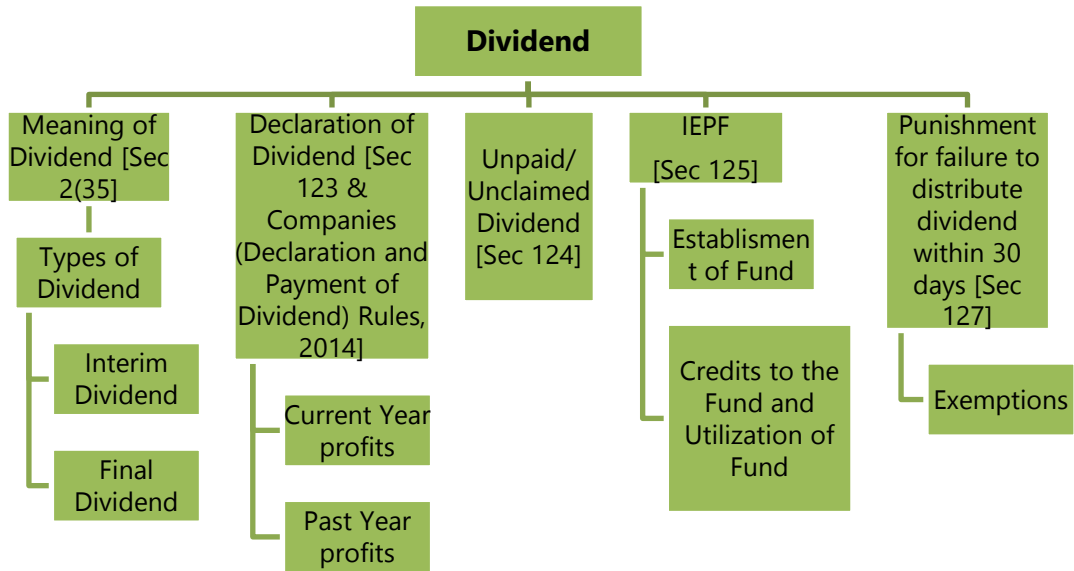 Dividend
Meaning of
Dividend [Sec
2(35]
Types of
Dividend
Interim
Dividend
Final
Dividend
Declaration of
Dividend [Sec
123 &
Companies
(Declaration and
Payment of
Dividend) Rules,
2014]
Current Year
profits
Past Year
profits
Unpaid/
Unclaimed
Dividend
[Sec 124]
IEPF
[Sec 125]
Establismen
t of Fund
Credits to the
Fund and
Utilization of
Fund
Punishment
for failure to
distribute
dividend
within 30
days [Sec
127]
Exemptions